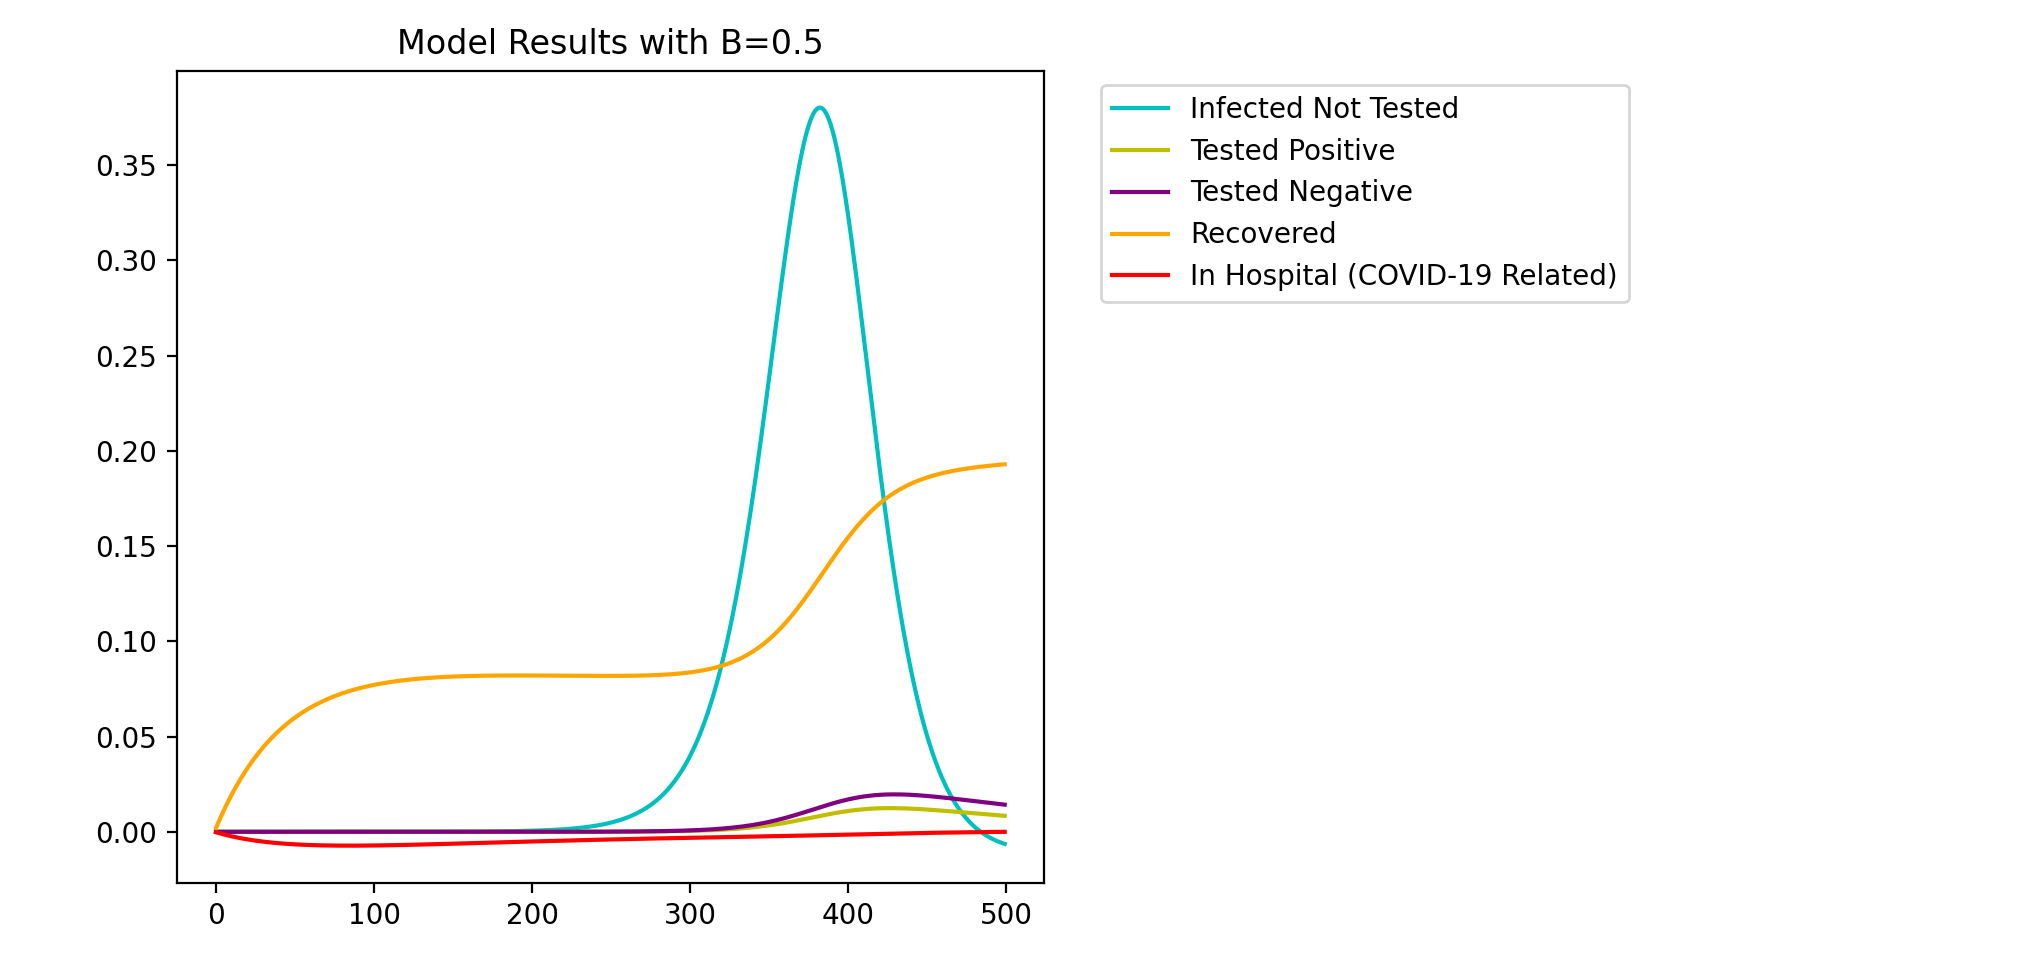 Model Results with B=0.5
0.35
0.30
0.25
0.20
0.15
0.10
0.05
0.00
0 100 200 300 400 500
Infected Not Tested
Tested Positive
Tested Negative
Recovered
In Hospital (COVID-19 Related)